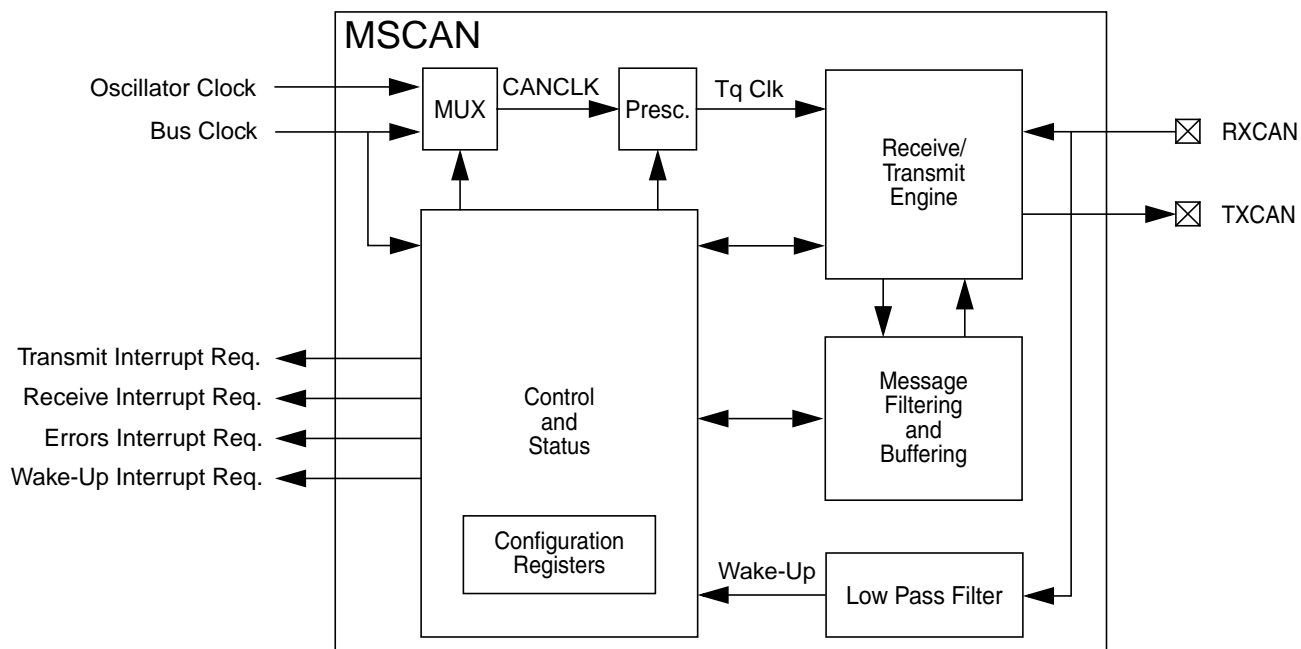 MSCAN
Oscillator Clock
Bus Clock
MUX
CANCLK
Presc.
Tq Clk
Receive/
Transmit
Engine
RXCAN
TXCAN
Transmit Interrupt Req.
Receive Interrupt Req.
Errors Interrupt Req.
Wake-Up Interrupt Req.
Control
and
Status
Message
Filtering
and
Buffering
Configuration
Registers
Wake-Up
Low Pass Filter